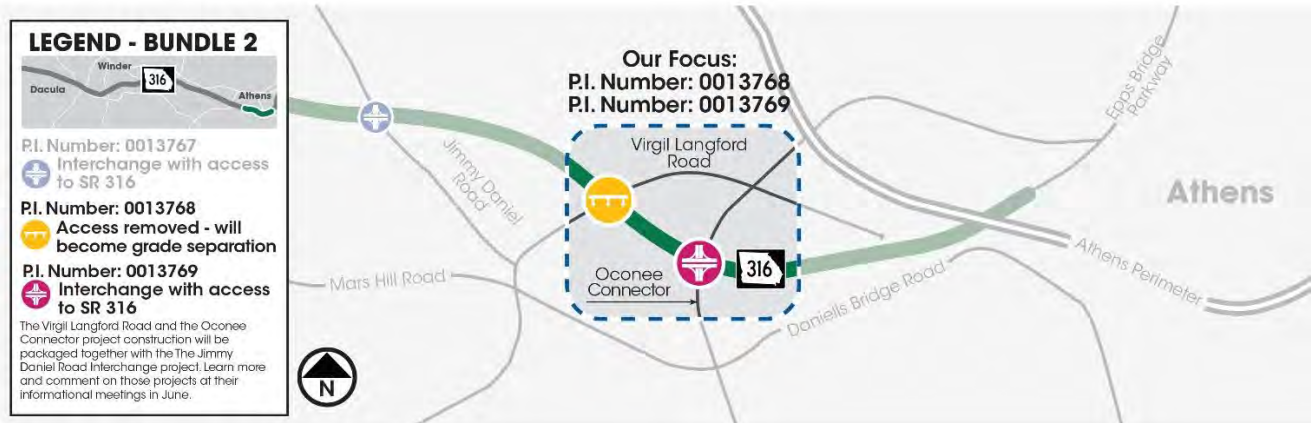 LEGEND - BUNDLE 2
Winder
316
Dacula
Athens
P.I. Number: 0013767
Interchange with access
to SR 316
P.I. Number: 0013768
Access removed - will
become grade separation
P.I. Number: 0013769
Interchange with access
to SR 316
The Virgil Langford Road and the Oconee
Connector project construction will be
packaged together with the The Jimmy
Daniel Road Interchange project. Learn more
and comment on those projects at their
informational meetings in June.
N
Our Focus:
P.I. Number: 0013768
P.I. Number: 0013769
Virgil Langford
Road
Jimmy Daniel
Road
Mars Hill Road
Oconee
Connector
316
Daniells Bridge Road
Epps Bridge
Parkway
Athens
Athens Perimeter